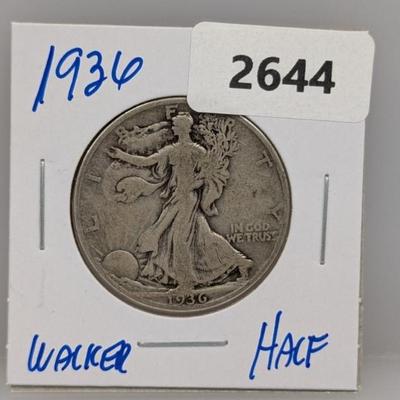 1936
2644
LIBERTY
IN GOD
WE TRUST
1936
WALKER HALF